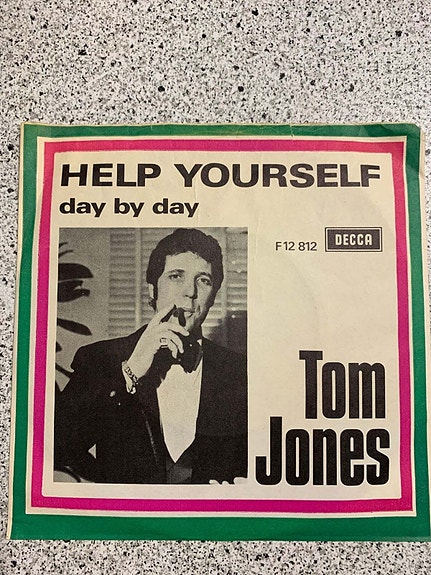 HELP YOURSELF
day by day
F 12 812 DECCA
Tom
Jones